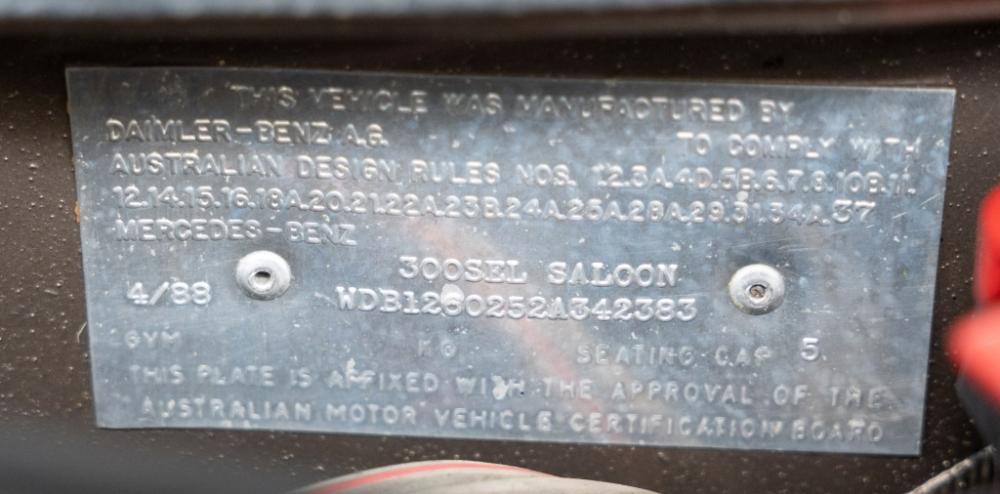 THIS VEHICLE WAS MANUFACTURED BY
DAIMLER-BENZ A.G. TO COMPLY WITH
AUSTRALIAN DESIGN RULES NOS. 1.2.3A.4D.5B.6.7.8.10B.11.
12.14.15.16.18A.20.21.22A.23B.24A.25A.28A.29.31.34A.37
MERCEDES-BENZ
300SEL SALOON
4/88 WDB1260252A342383
GVM KG SEATING CAP 5.
THIS PLATE IS AFFIXED WITH THE APPROVAL OF THE
AUSTRALIAN MOTOR VEHICLE CERTIFICATION BOARD